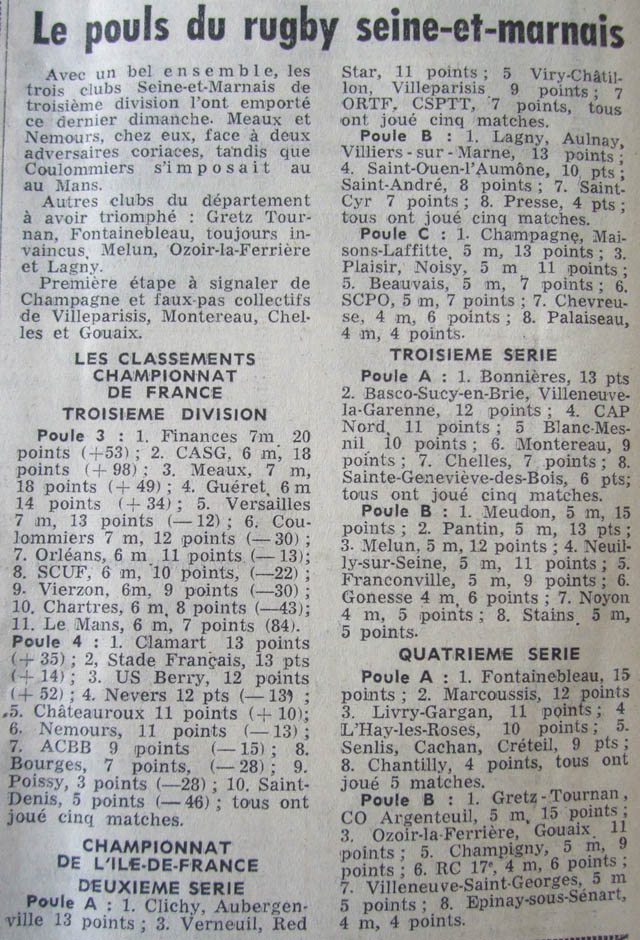 Le pouls du rugby seine-et-marnais
Avec un bel ensemble, les
trois clubs Seine-et-Marnais de
troisième division l'ont emporté
ce dernier dimanche. Meaux et
Nemours, chez eux, face à deux
adversaires coriaces, tandis que
Coulommiers s'imposait au
au Mans.
Autres clubs du département
à avoir triomphé : Gretz Tour-
nan, Fontainebleau, toujours in-
vaincus, Melun, Ozoir-la-Ferrière
et Lagny.
Première étape à signaler de
Champagne et faux-pas collectifs
de Villeparisis, Montereau, Chel-
les et Gouaix.
LES CLASSEMENTS
CHAMPIONNAT
DE FRANCE
TROISIEME DIVISION
Poule 3 : 1. Finances 7m, 20
points (+53) ; 2. CASG, 6 m, 18
points (+ 98) ; 3. Meaux, 7 m,
18 points (+ 49) ; 4. Guéret, 6 m
14 points (+ 34) ; 5. Versailles
7 m, 13 points (—12) ; 6. Cou-
lommiers 7 m, 12 points (—30) ;
7. Orléans, 6 m, 11 points (—13);
8. SCUF, 6 m, 10 points, (—22) ;
9. Vierzon, 6m, 9 points (—30) ;
10. Chartres, 6 m, 8 points (—43);
11. Le Mans, 6 m, 7 points (84).
Poule 4 : 1. Clamart 13 points
(+ 35) ; 2, Stade Français, 13 pts
(+ 14) ; 3. US Berry, 12 points
(+ 52) ; 4. Nevers 12 pts (—13) ;
5. Châteauroux 11 points (+ 10);
6. Nemours, 11 points (—13) ;
7. ACBB 9 points (—15) ; 8.
Bourges, 7 points, (—28) ; 9.
Poissy, 3 points (—28) ; 10. Saint-
Denis, 5 points (—46) ; tous ont
joué cinq matches.
CHAMPIONNAT
DE L'ILE-DE-FRANCE
DEUXIEME SERIE
Poule A : 1. Clichy, Aubergen-
ville 13 points ; 3. Verneuil, Red
Star, 11 points ; 5 Viry-Châtil-
lon, Villeparisis, 9 points ; 7
ORTF, CSPTT, 7 points, tous
ont joué cinq matches.
Poule B : 1. Lagny, Aulnay,
Villiers-sur-Marne, 13 points ;
4. Saint-Ouen-l'Aumône, 10 pts ;
Saint-André, 8 points ; 7. Saint-
Cyr 7 points ; 8. Presse, 4 pts ;
tous ont joué cinq matches.
Poule C : 1. Champagne, Mai-
sons-Laffitte, 5 m, 13 points ; 3.
Plaisir, Noisy, 5 m, 11 points ;
5. Beauvais, 5 m, 7 points ; 6.
SCPO, 5 m, 7 points ; 7. Chevreu-
se, 4 m, 6 points ; 8. Palaiseau,
4 m, 4 points.
TROISIEME SERIE
Poule A : 1. Bonnières, 13 pts
2. Basco-Sucy-en-Brie, Villeneuve-
la-Garenne, 12 points ; 4. CAP
Nord, 11 points ; 5 Blanc-Mes-
nil, 10 points ; 6. Montereau, 9
points ; 7. Chelles, 7 points ; 8.
Sainte-Geneviève-des-Bois, 6 pts;
tous ont joué cinq matches.
Poule B : 1. Meudon, 5 m, 15
points ; 2. Pantin, 5 m, 13 pts ;
3. Melun, 5 m, 12 points ; 4. Neuil-
ly-sur-Seine, 5 m, 11 points ; 5.
Franconville, 5 m, 9 points ; 6.
Gonesse 4 m, 6 points ; 7. Noyon
4 m, 5 points ; 8. Stains, 5 m,
5 points.
QUATRIEME SERIE
Poule A : 1. Fontainebleau, 15
points ; 2. Marcoussis, 12 points
3. Livry-Gargan, 11 points ; 4
L'Hay-les-Roses, 10 points ; 5.
Senlis, Cachan, Créteil, 9 pts ;
8. Chantilly, 4 points, tous ont
joué 5 matches.
Poule B : 1. Gretz-Tournan,
CO Argenteuil, 5 m, 15 points ;
3. Ozoir-la-Ferrière, Gouaix, 11
points ; 5. Champigny, 5 m, 9
points ; 6. RC 17e, 4 m, 6 points ;
7. Villeneuve-Saint-Georges, 5 m
5 points ; 8. Epinay-sous-Sénart,
4 m, 4 points.